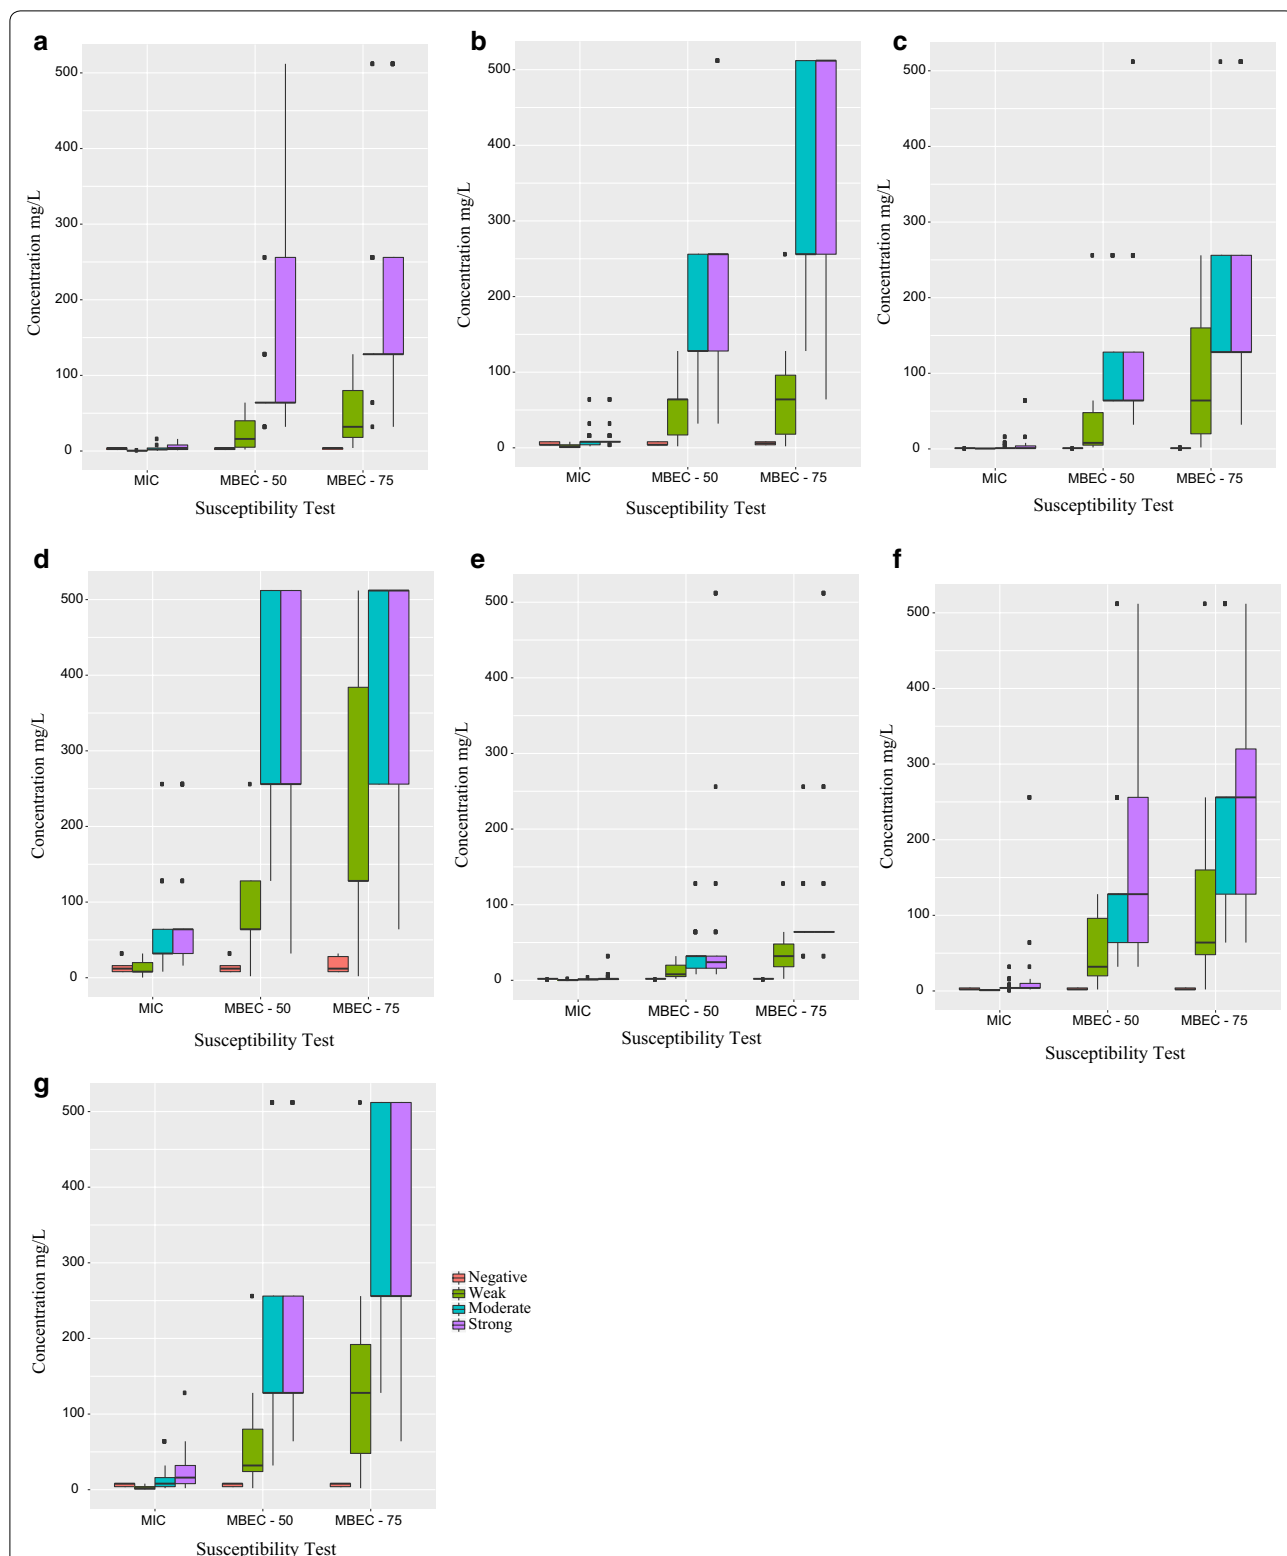 a
500
400
300
200
100
0
Concentration mg/L
MIC MBEC - 50 MBEC - 75
Susceptibility Test
b
500
400
300
200
100
0
Concentration mg/L
MIC MBEC - 50 MBEC - 75
Susceptibility Test
c
500
400
300
200
100
0
Concentration mg/L
MIC MBEC - 50 MBEC - 75
Susceptibility Test
d
500
400
300
200
100
0
Concentration mg/L
MIC MBEC - 50 MBEC - 75
Susceptibility Test
e
500
400
300
200
100
0
Concentration mg/L
MIC MBEC - 50 MBEC - 75
Susceptibility Test
f
500
400
300
200
100
0
Concentration mg/L
MIC MBEC - 50 MBEC - 75
Susceptibility Test
g
500
400
300
200
100
0
Concentration mg/L
MIC MBEC - 50 MBEC - 75
Susceptibility Test
Negative
Weak
Moderate
Strong